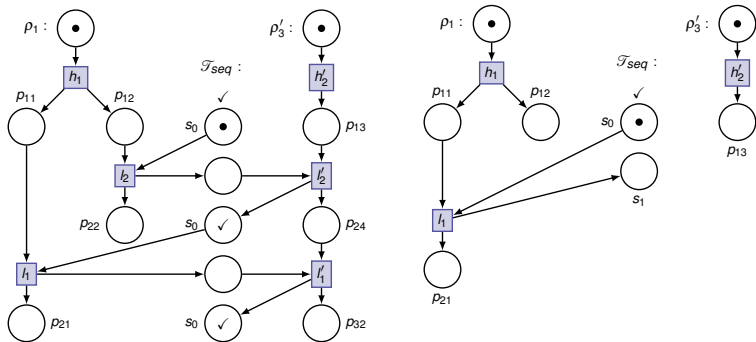 ρ₁ : ρ′₃ : ρ₁ : ρ′₃ :
h₁ 𝒯seq : h′₂ h₁ 𝒯seq : h′₂
p₁₁ p₁₂ ✓ p₁₁ p₁₂ ✓
s₀ p₁₃ s₀ p₁₃
l₂ l′₂
s₁
p₂₂ s₀ ✓ p₂₄ l₁
l₁ l′₁ p₂₁
p₂₁ s₀ ✓ p₃₂